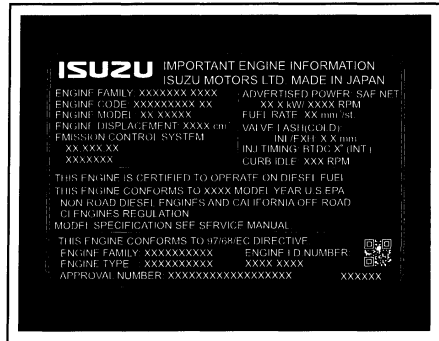 ISUZU IMPORTANT ENGINE INFORMATION
ISUZU MOTORS LTD MADE IN JAPAN
ENGINE FAMILY: XXXXXXX XXXX
ENGINE CODE: XXXXXXXXX XX
ENGINE MODEL: XX XXXXX
ENGINE DISPLACEMENT: XXXX cm³
EMISSION CONTROL SYSTEM
XX XXX XX
XXXXXXX
ADVERTISED POWER: SAE NET
XX X kW/ XXXX RPM
FUEL RATE: XX mm³/st.
VALVE LASH(COLD):
IN/EXH: X X mm
INJ TIMING: BTDC X° (INT.)
CURB IDLE: XXX RPM
THIS ENGINE IS CERTIFIED TO OPERATE ON DIESEL FUEL
THIS ENGINE CONFORMS TO XXXX MODEL YEAR U.S.EPA
NON ROAD DIESEL ENGINES AND CALIFORNIA OFF ROAD
CI ENGINES REGULATION
MODEL SPECIFICATION SEE SERVICE MANUAL
THIS ENGINE CONFORMS TO 97/68/EC DIRECTIVE
ENGINE FAMILY: XXXXXXXXXX
ENGINE TYPE : XXXXXXXXXX
ENGINE I.D NUMBER:
XXXX XXXX
APPROVAL NUMBER: XXXXXXXXXXXXXXXXXX XXXXXX